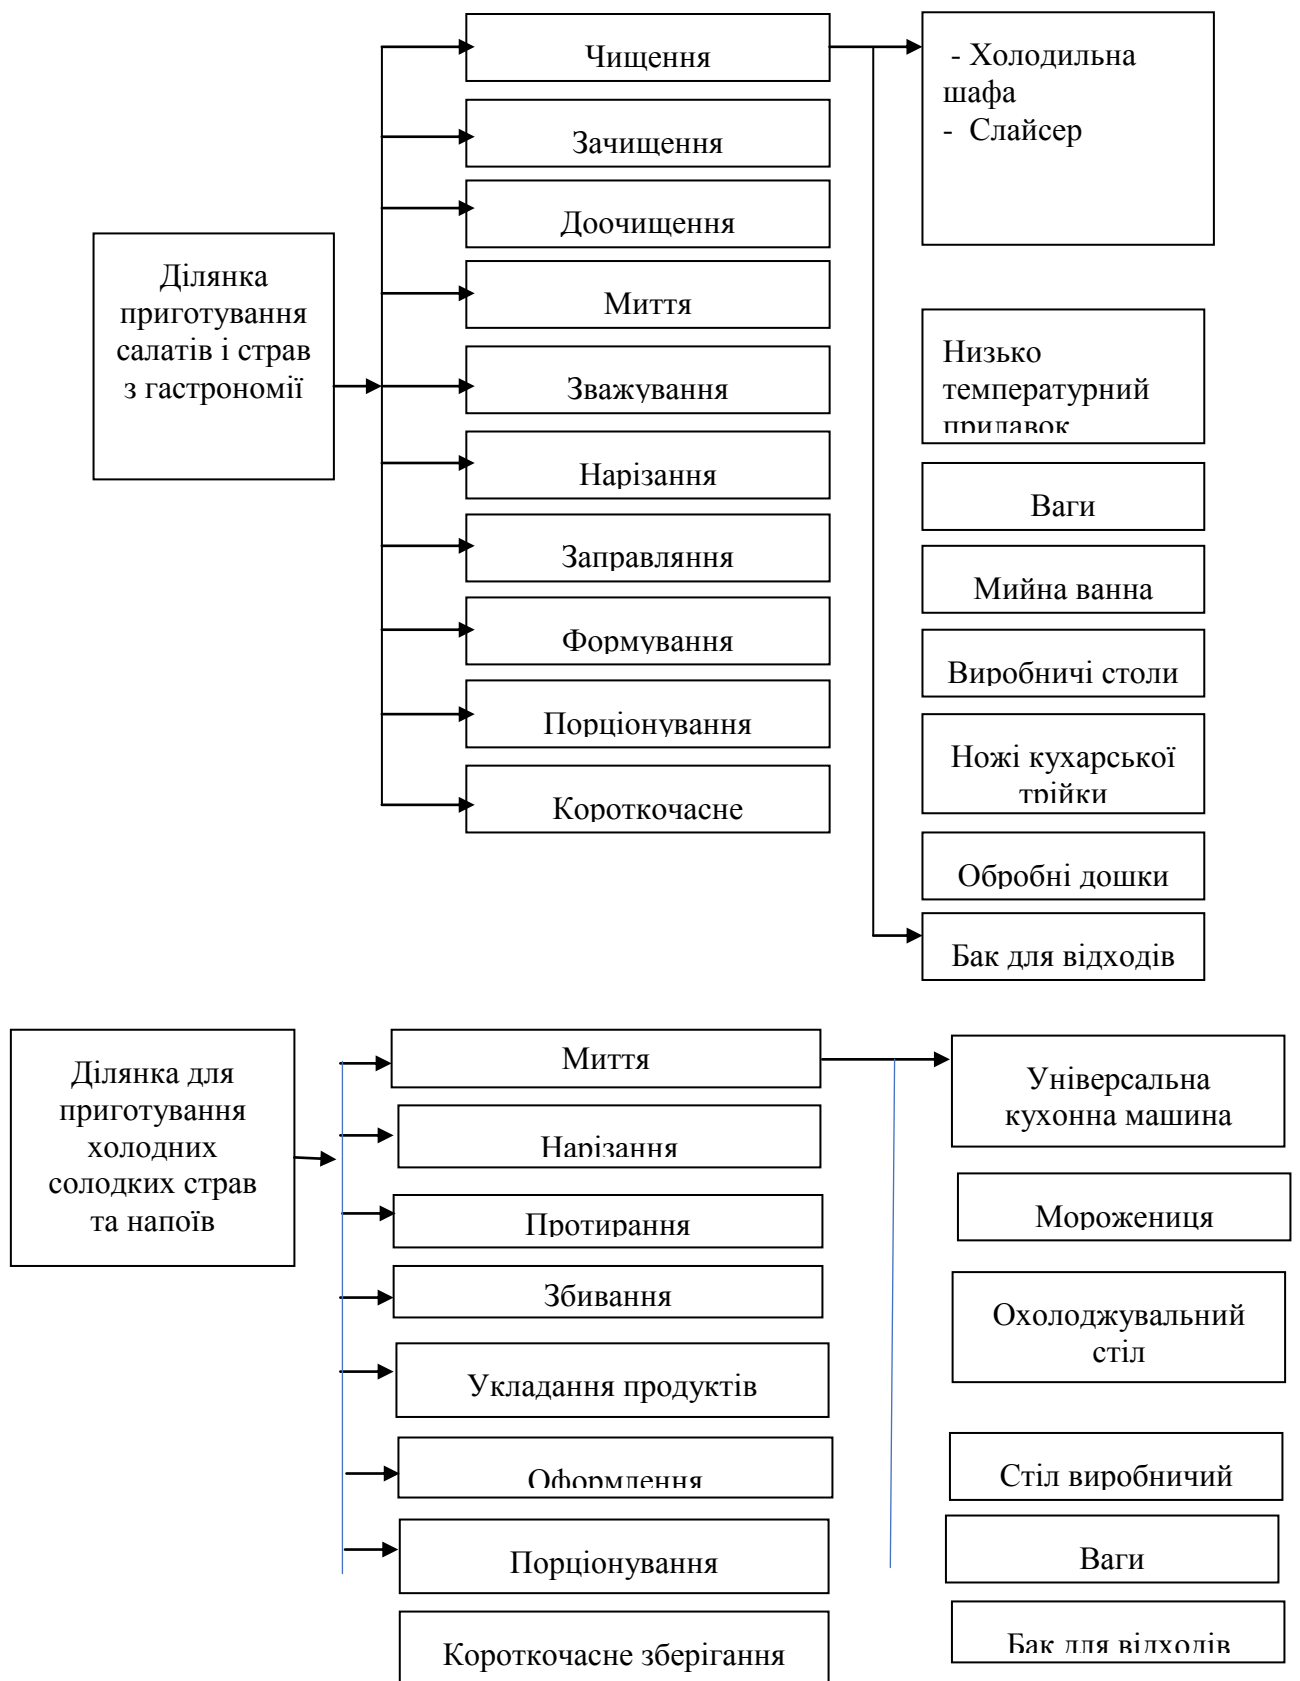 Ділянка
приготування
салатів і страв
з гастрономії
Чищення
Зачищення
Доочищення
Миття
Зважування
Нарізання
Заправляння
Формування
Порціонування
Короткочасне
- Холодильна
шафа
- Слайсер
Низько
температурний
прилавок
Ваги
Мийна ванна
Виробничі столи
Ножі кухарської
трійки
Обробні дошки
Бак для відходів
Ділянка для
приготування
холодних
солодких страв
та напоїв
Миття
Нарізання
Протирання
Збивання
Укладання продуктів
Оформлення
Порціонування
Короткочасне зберігання
Універсальна
кухонна машина
Морожениця
Охолоджувальний
стіл
Стіл виробничий
Ваги
Бак для відходів